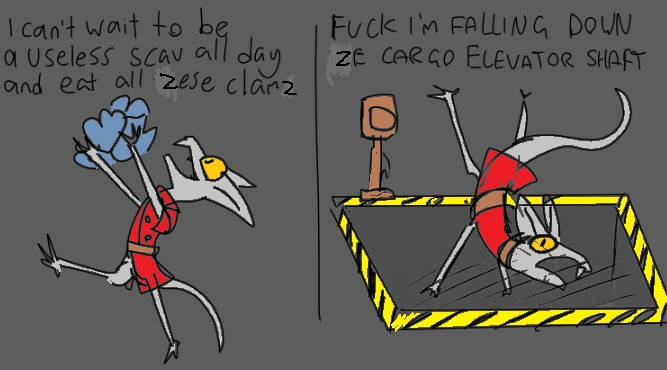 I can't wait to be
a useless scav all day
and eat all zese clamz
FUCK I'M FALLING DOWN
ZE CARGO ELEVATOR SHAFT